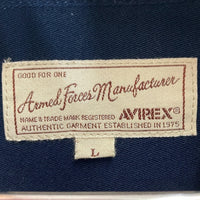 GOOD FOR ONE
Armed Forces Manufacturer
NAME & TRADE MARK REGISTERED AVIREX®
AUTHENTIC GARMENT ESTABLISHED IN 1975
L